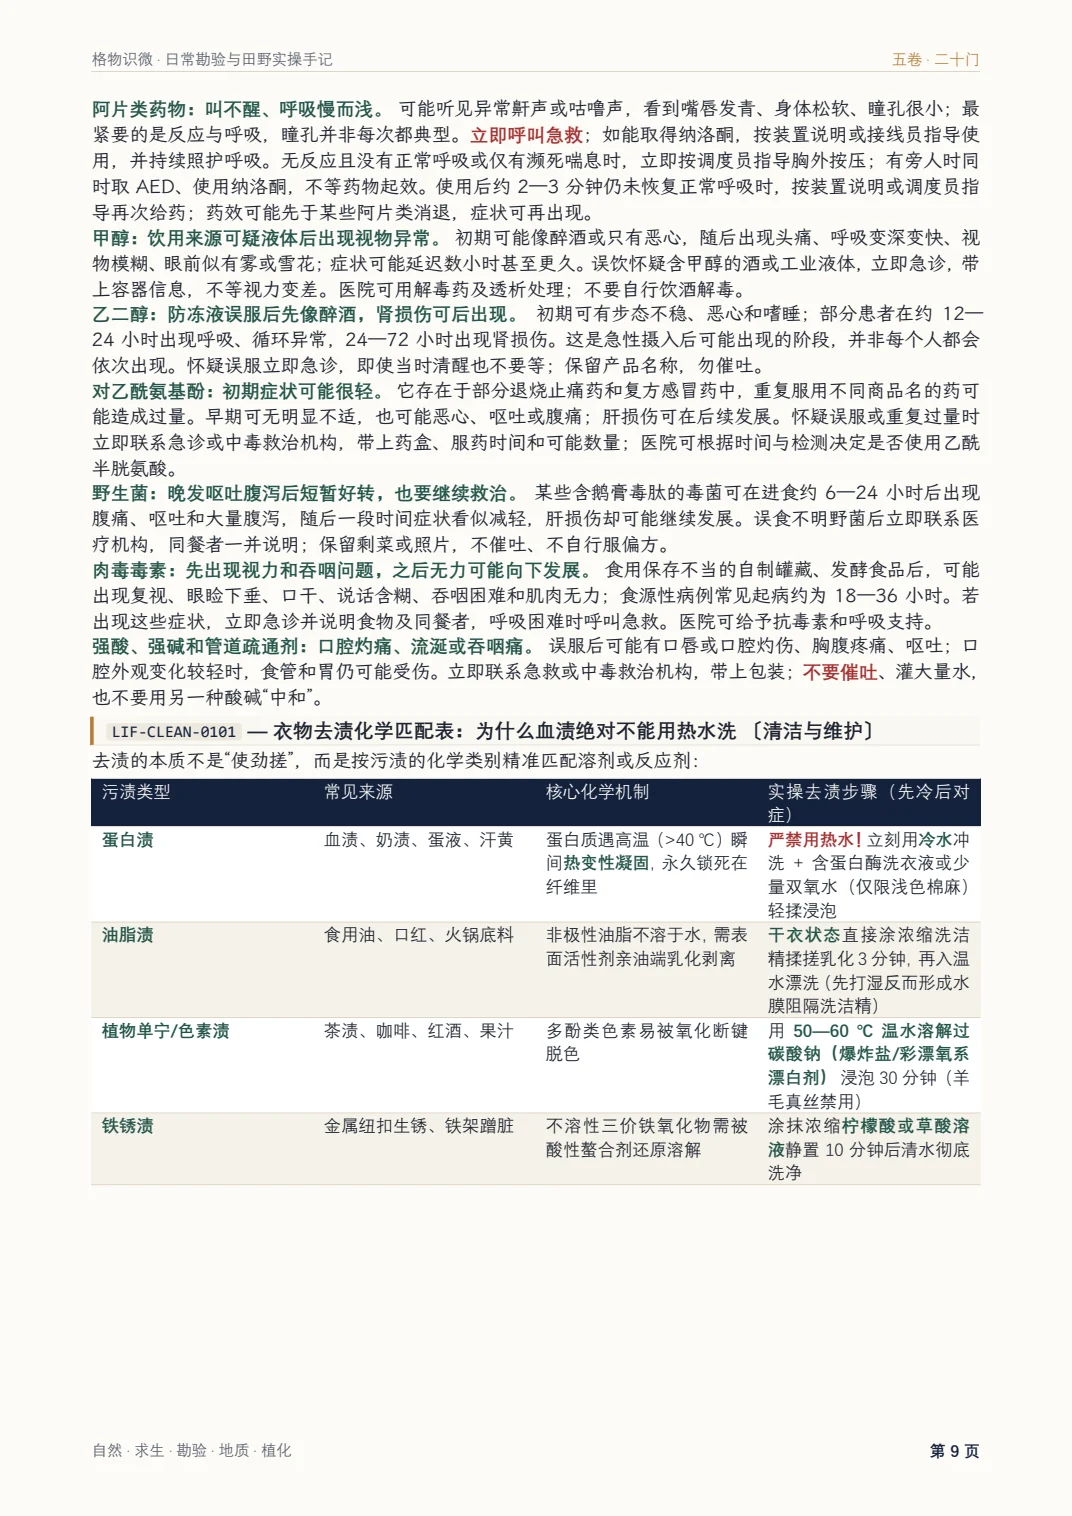 格物识微 · 日常勘验与田野实操手记
五卷 · 二十门
阿片类药物：叫不醒、呼吸慢而浅。 可能听见异常鼾声或咕噜声，看到嘴唇发青、身体松软、瞳孔很小；最
紧要的是反应与呼吸，瞳孔并非每次都典型。立即呼叫急救；如能取得纳洛酮，按装置说明或接线员指导使
用，并持续照护呼吸。无反应且没有正常呼吸或仅有濒死喘息时，立即按调度员指导胸外按压；有旁人时同
时取 AED、使用纳洛酮，不等药物起效。使用后约 2—3 分钟仍未恢复正常呼吸时，按装置说明或调度员指
导再次给药；药效可能先于某些阿片类消退，症状可再出现。
甲醇：饮用来源可疑液体后出现视物异常。 初期可能像醉酒或只有恶心，随后出现头痛、呼吸变深变快、视
物模糊、眼前似有雾或雪花；症状可能延迟数小时甚至更久。误饮怀疑含甲醇的酒或工业液体，立即急诊，带
上容器信息，不等视力变差。医院可用解毒药及透析处理；不要自行饮酒解毒。
乙二醇：防冻液误服后先像醉酒，肾损伤可后出现。 初期可有步态不稳、恶心和嗜睡；部分患者在约 12—
24 小时出现呼吸、循环异常，24—72 小时出现肾损伤。这是急性摄入后可能出现的阶段，并非每个人都会
依次出现。怀疑误服立即急诊，即使当时清醒也不要等；保留产品名称，勿催吐。
对乙酰氨基酚：初期症状可能很轻。 它存在于部分退烧止痛药和复方感冒药中，重复服用不同商品名的药可
能造成过量。早期可无明显不适，也可能恶心、呕吐或腹痛；肝损伤可在后续发展。怀疑误服或重复过量时
立即联系急诊或中毒救治机构，带上药盒、服药时间和可能数量；医院可根据时间与检测决定是否使用乙酰
半胱氨酸。
野生菌：晚发呕吐腹泻后短暂好转，也要继续救治。 某些含鹅膏毒肽的毒菌可在进食约 6—24 小时后出现
腹痛、呕吐和大量腹泻，随后一段时间症状看似减轻，肝损伤却可能继续发展。误食不明野菌后立即联系医
疗机构，同餐者一并说明；保留剩菜或照片，不催吐、不自行服偏方。
肉毒毒素：先出现视力和吞咽问题，之后无力可能向下发展。 食用保存不当的自制罐藏、发酵食品后，可能
出现复视、眼睑下垂、口干、说话含糊、吞咽困难和肌肉无力；食源性病例常见起病约为 18—36 小时。若
出现这些症状，立即急诊并说明食物及同餐者，呼吸困难时呼叫急救。医院可给予抗毒素和呼吸支持。
强酸、强碱和管道疏通剂：口腔灼痛、流涎或吞咽痛。 误服后可能有口唇或口腔灼伤、胸腹疼痛、呕吐；口
腔外观变化较轻时，食管和胃仍可能受伤。立即联系急救或中毒救治机构，带上包装；不要催吐、灌大量水，
也不要用另一种酸碱“中和”。
LIF-CLEAN-0101 — 衣物去渍化学匹配表：为什么血渍绝对不能用热水洗 〔清洁与维护〕
去渍的本质不是“使劲搓”，而是按污渍的化学类别精准匹配溶剂或反应剂：
污渍类型
常见来源
核心化学机制
实操去渍步骤（先冷后对
症）
蛋白渍
血渍、奶渍、蛋液、汗黄
蛋白质遇高温（>40 ℃）瞬
间热变性凝固，永久锁死在
纤维里
严禁用热水！立刻用冷水冲
洗 + 含蛋白酶洗衣液或少
量双氧水（仅限浅色棉麻）
轻揉浸泡
油脂渍
食用油、口红、火锅底料
非极性油脂不溶于水，需表
面活性剂亲油端乳化剥离
干衣状态直接涂浓缩洗洁
精揉搓乳化 3 分钟，再入温
水漂洗（先打湿反而形成水
膜阻隔洗洁精）
植物单宁/色素渍
茶渍、咖啡、红酒、果汁
多酚类色素易被氧化断键
脱色
用 50—60 ℃ 温水溶解过
碳酸钠（爆炸盐/彩漂氧系
漂白剂） 浸泡 30 分钟（羊
毛真丝禁用）
铁锈渍
金属纽扣生锈、铁架蹭脏
不溶性三价铁氧化物需被
酸性螯合剂还原溶解
涂抹浓缩柠檬酸或草酸溶
液静置 10 分钟后清水彻底
洗净
自然 · 求生 · 勘验 · 地质 · 植化
第 9 页